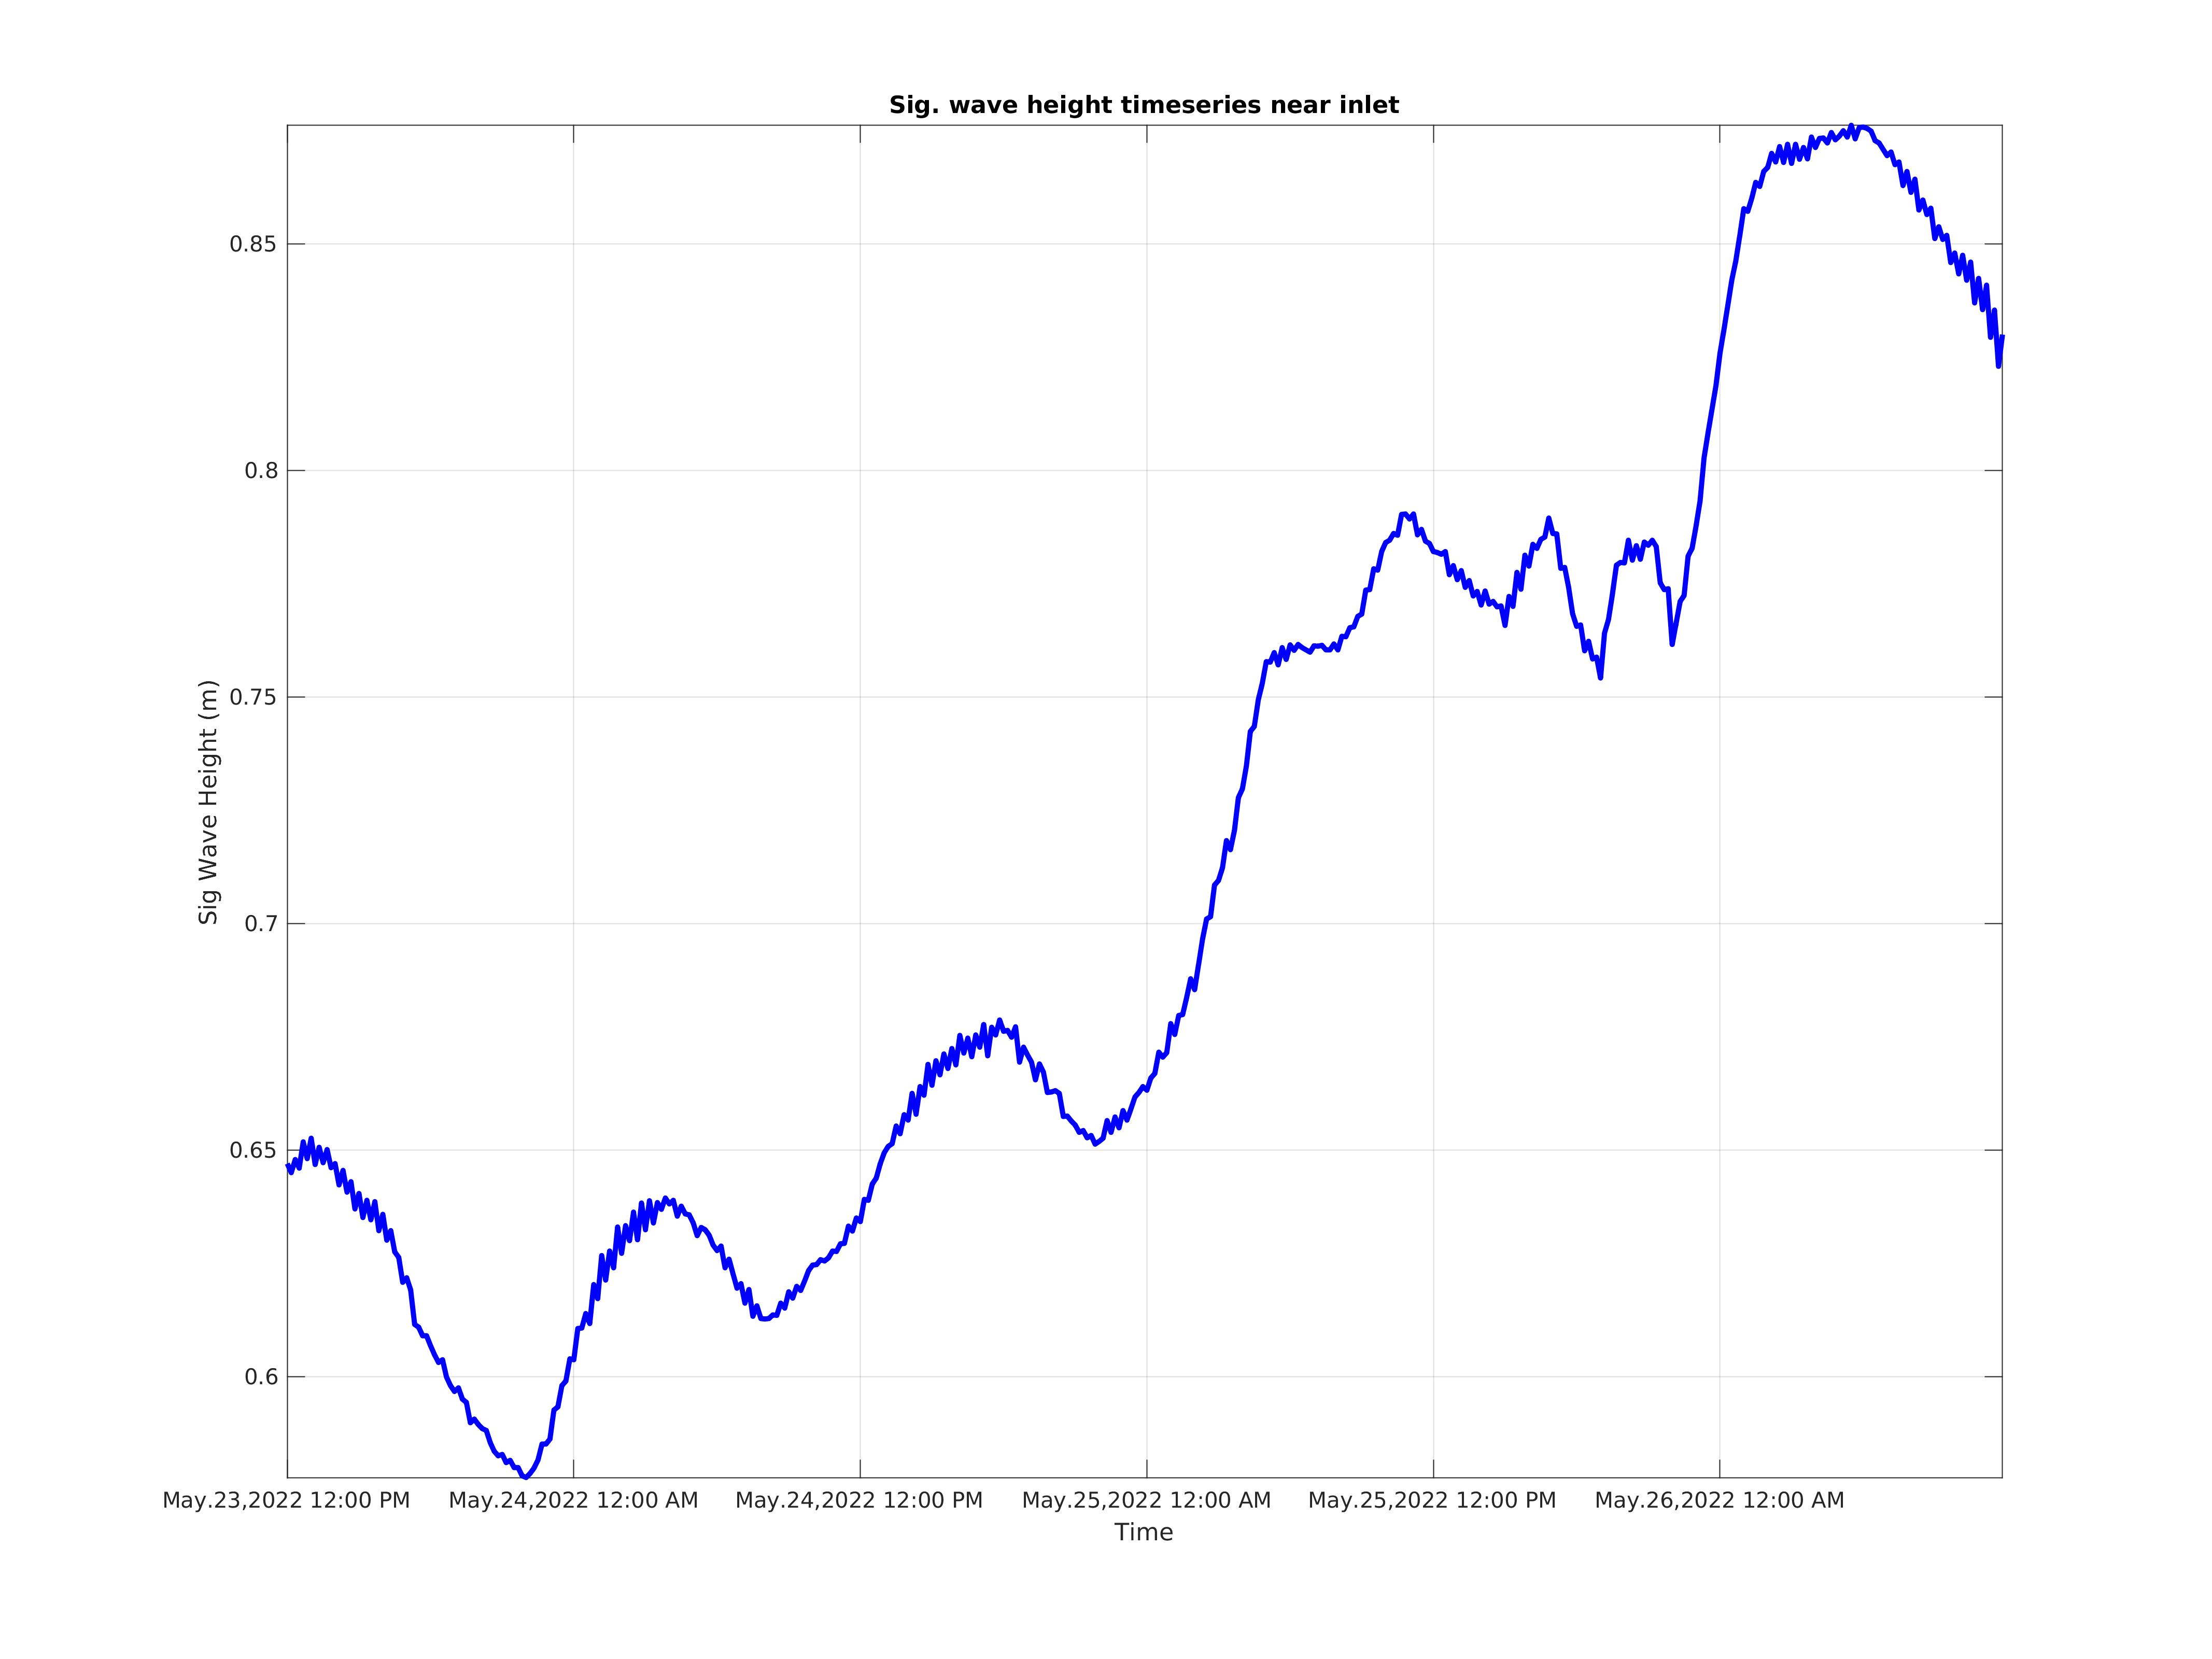 Sig. wave height timeseries near inlet
0.85
0.8
0.75
0.7
0.65
0.6
Sig Wave Height (m)
May.23,2022 12:00 PM
May.24,2022 12:00 AM
May.24,2022 12:00 PM
May.25,2022 12:00 AM
May.25,2022 12:00 PM
May.26,2022 12:00 AM
Time